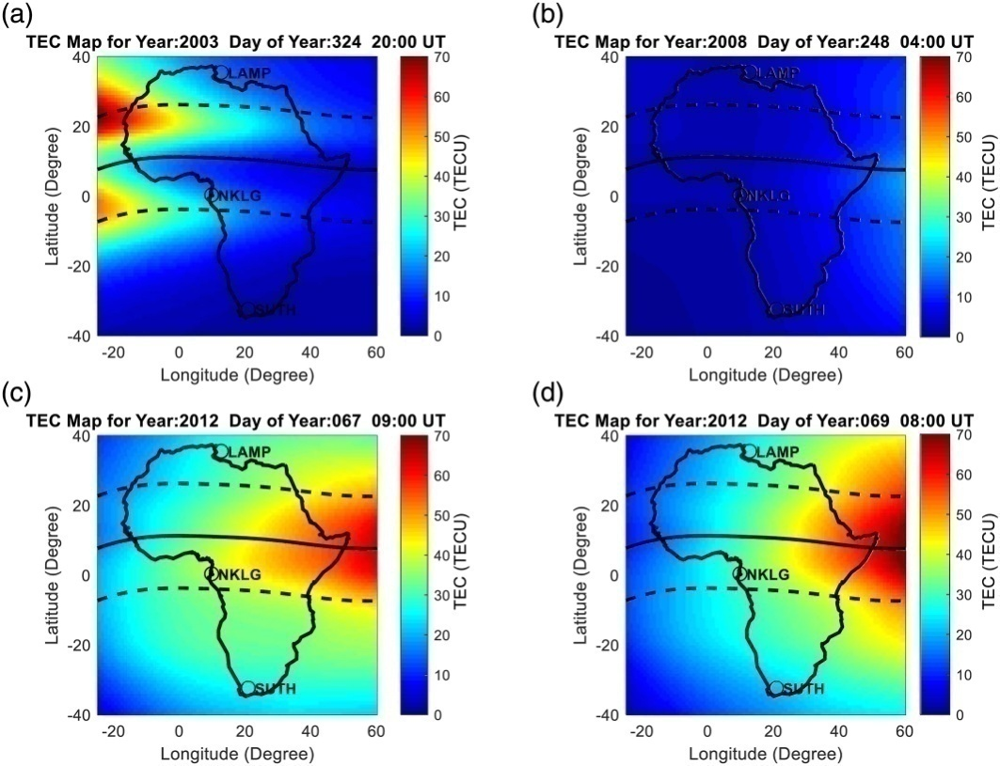 (a)
TEC Map for Year:2003 Day of Year:324 20:00 UT
40
20
0
-20
-40
Latitude (Degree)
LAMP
NKLG
SUTH
-20 0 20 40 60
Longitude (Degree)
70
60
50
40
30
20
10
0
TEC (TECU)
(b)
TEC Map for Year:2008 Day of Year:248 04:00 UT
40
20
0
-20
-40
Latitude (Degree)
LAMP
NKLG
SUTH
-20 0 20 40 60
Longitude (Degree)
70
60
50
40
30
20
10
0
TEC (TECU)
(c)
TEC Map for Year:2012 Day of Year:067 09:00 UT
40
20
0
-20
-40
Latitude (Degree)
LAMP
NKLG
SUTH
-20 0 20 40 60
Longitude (Degree)
70
60
50
40
30
20
10
0
TEC (TECU)
(d)
TEC Map for Year:2012 Day of Year:069 08:00 UT
40
20
0
-20
-40
Latitude (Degree)
LAMP
NKLG
SUTH
-20 0 20 40 60
Longitude (Degree)
70
60
50
40
30
20
10
0
TEC (TECU)